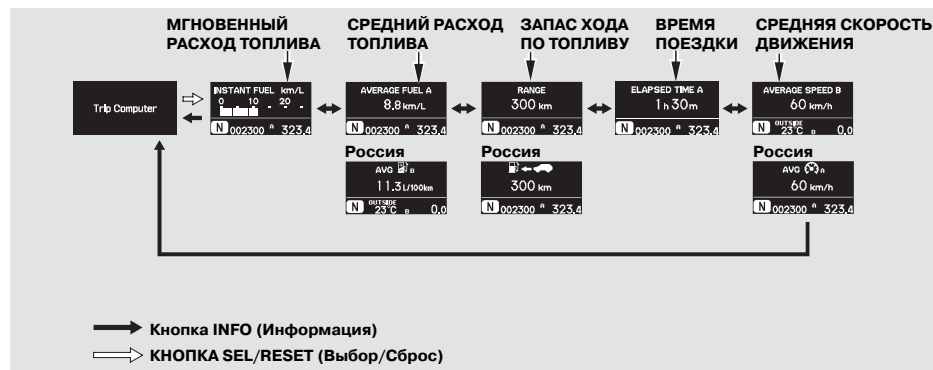 МГНОВЕННЫЙ РАСХОД ТОПЛИВА
СРЕДНИЙ РАСХОД ТОПЛИВА
ЗАПАС ХОДА ПО ТОПЛИВУ
ВРЕМЯ ПОЕЗДКИ
СРЕДНЯЯ СКОРОСТЬ ДВИЖЕНИЯ
Trip Computer
INSTANT FUEL km/L
0 10 20
N 002300 A 323,4
AVERAGE FUEL A
8.8 km/L
N 002300 A 323,4
RANGE
300 km
N 002300 A 323,4
ELAPSED TIME A
1 h 30 m
N 002300 A 323,4
AVERAGE SPEED B
60 km/h
N OUTSIDE 23°C B 0,0
Россия
AVG B
11.3 L/100km
N OUTSIDE 23°C B 0,0
Россия
300 km
N 002300 A 323,4
Россия
AVG A
60 km/h
N 002300 A 323,4
Кнопка INFO (Информация)
КНОПКА SEL/RESET (Выбор/Сброс)